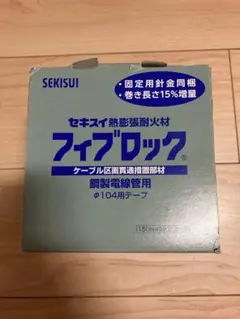 SEKISUI
・固定用針金同梱
・巻き長さ15%増量
セキスイ熱膨張耐火材
フィブロック®
ケーブル区画貫通措置部材
鋼製電線管用
φ104用テープ